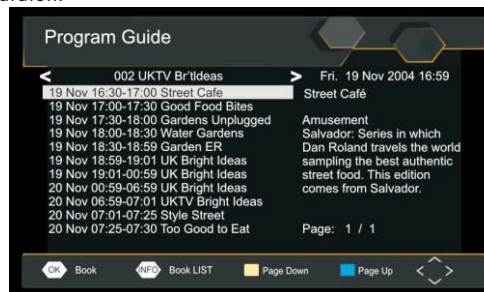 Program Guide
< 002 UKTV Br'tIdeas > Fri. 19 Nov 2004 16:59
19 Nov 16:30-17:00 Street Cafe
19 Nov 17:00-17:30 Good Food Bites
19 Nov 17:30-18:00 Gardens Unplugged
19 Nov 18:00-18:30 Water Gardens
19 Nov 18:30-18:59 Garden ER
19 Nov 18:59-19:01 UK Bright Ideas
19 Nov 19:01-00:59 UK Bright Ideas
20 Nov 00:59-06:59 UK Bright Ideas
20 Nov 06:59-07:01 UKTV Bright Ideas
20 Nov 07:01-07:25 Style Street
20 Nov 07:25-07:30 Too Good to Eat
Street Café
Amusement
Salvador: Series in which
Dan Roland travels the world
sampling the best authentic
street food. This edition
comes from Salvador.
Page: 1 / 1
OK Book INFO Book LIST Page Down Page Up